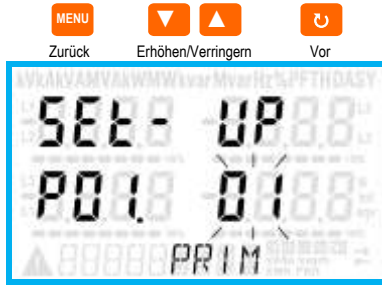 MENU
Zurück Erhöhen/Verringern Vor
SEt- UP
P01. 01
PRIM